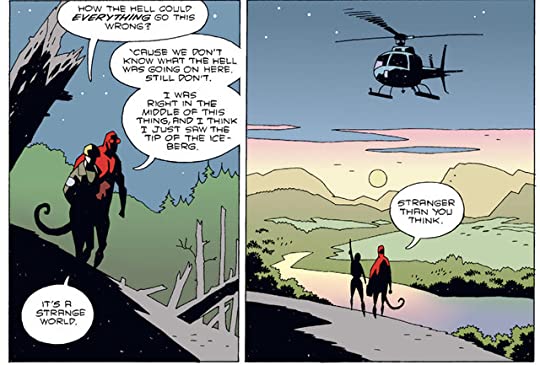 HOW THE HELL COULD
EVERYTHING GO THIS
WRONG?
'CAUSE WE DON'T
KNOW WHAT THE HELL
WAS GOING ON HERE.
STILL DON'T.
I WAS
RIGHT IN THE
MIDDLE OF THIS
THING, AND I THINK
I JUST SAW THE
TIP OF THE ICE-
BERG.
IT'S A
STRANGE
WORLD.
STRANGER
THAN YOU
THINK.